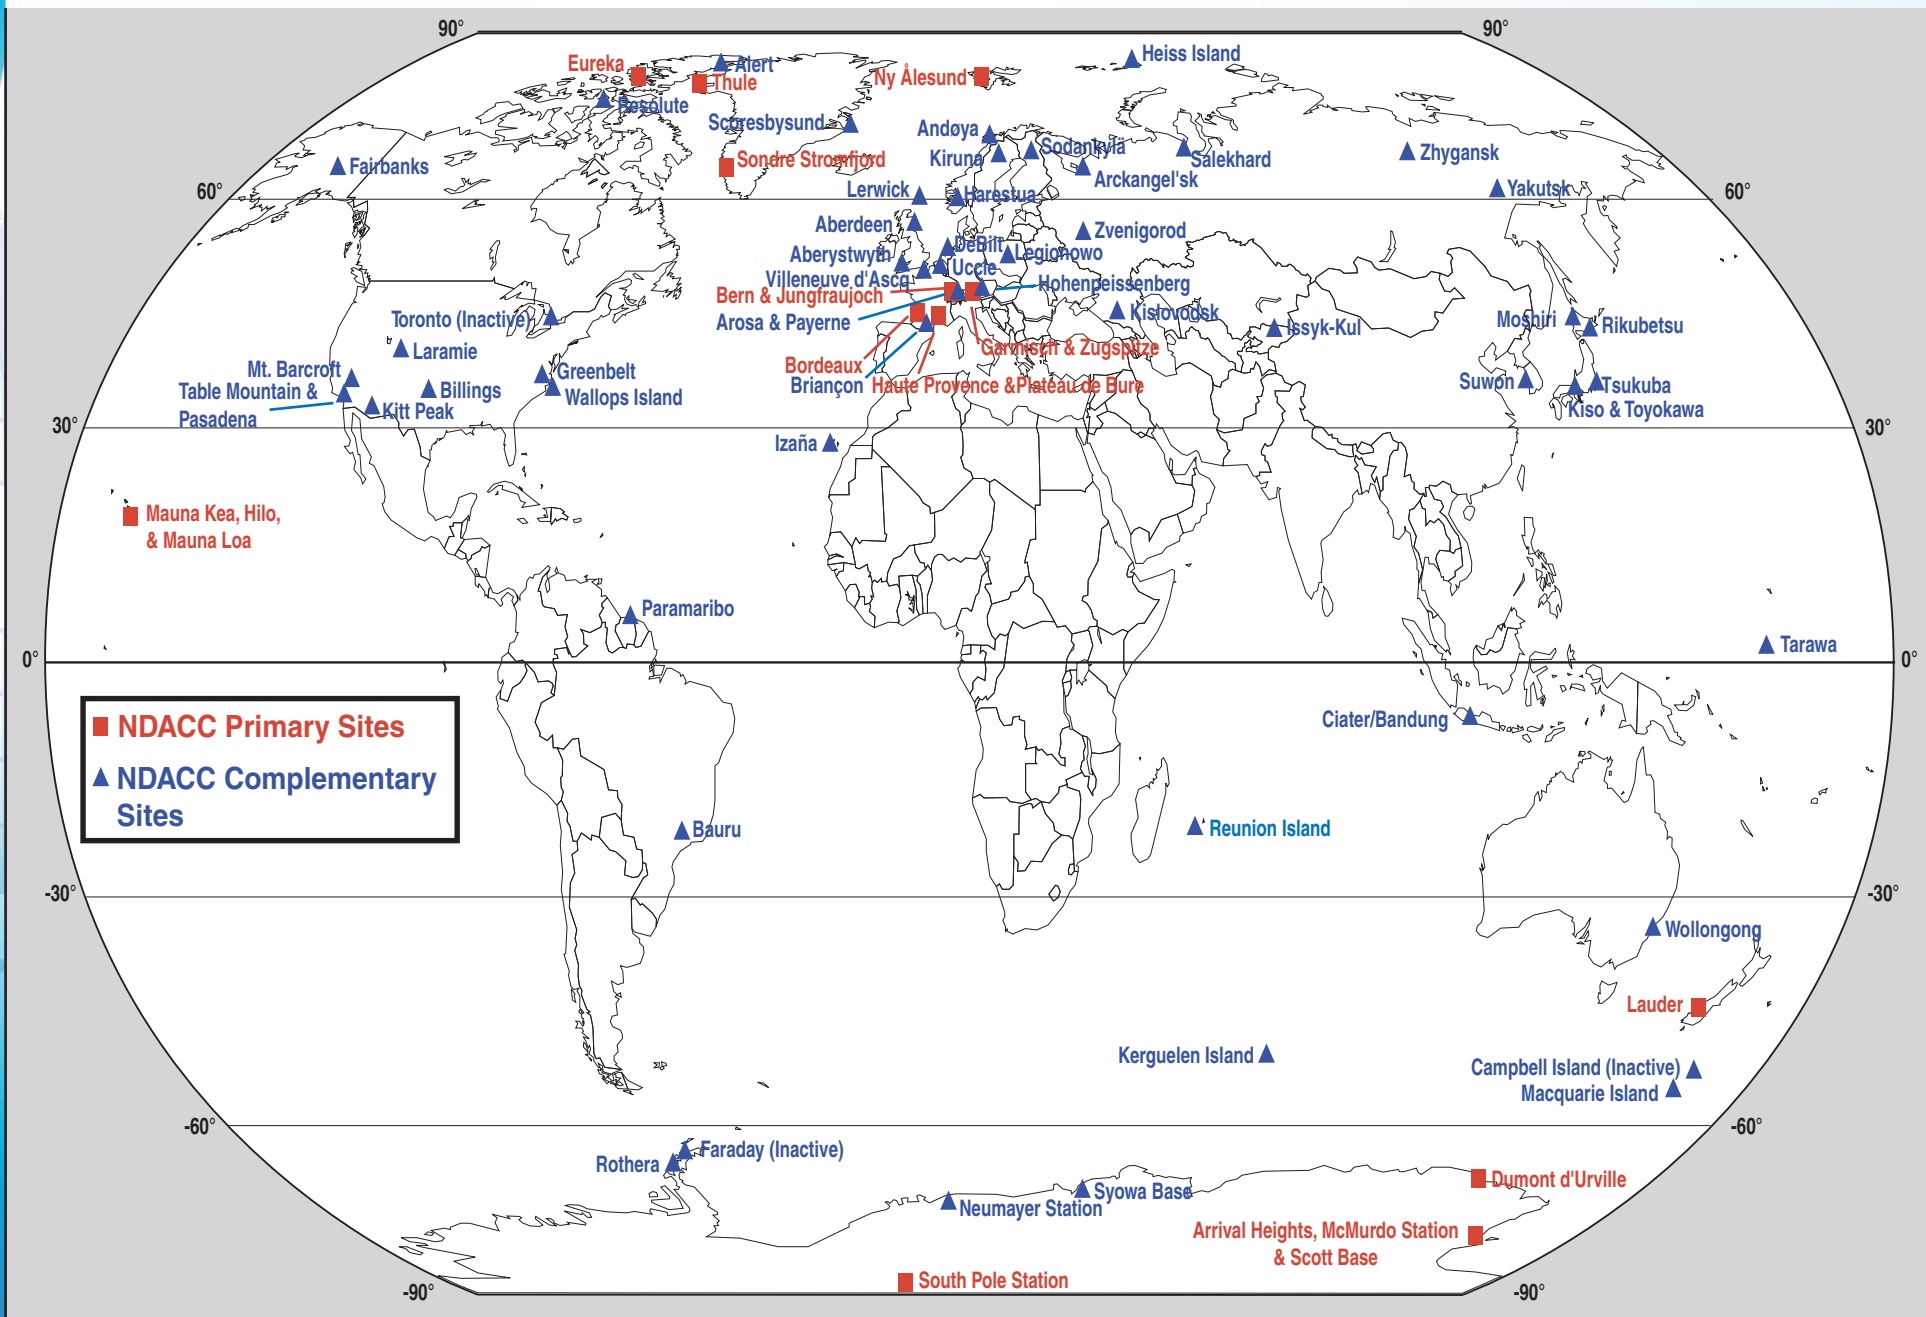 90°
90°
Eureka
Alert
Thule
Resolute
Ny Ålesund
Heiss Island
Scoresbysund
Andøya
Kiruna
Sodankylä
Salekhard
Zhygansk
Fairbanks
Sondre Stromfjord
Arckangel'sk
60°
60°
Lerwick
Harestua
Yakutsk
Aberdeen
Zvenigorod
Aberystwyth
DeBilt
Legionowo
Villeneuve d'Ascq
Uccle
Hohenpeissenberg
Bern & Jungfraujoch
Arosa & Payerne
Kislovodsk
Issyk-Kul
Moshiri
Rikubetsu
Toronto (Inactive)
Laramie
Garmisch & Zugspitze
Bordeaux
Briançon
Haute Provence &Plateau de Bure
Mt. Barcroft
Table Mountain &
Pasadena
Billings
Kitt Peak
Greenbelt
Wallops Island
Suwon
Tsukuba
Kiso & Toyokawa
30°
30°
Izaña
Mauna Kea, Hilo,
& Mauna Loa
Paramaribo
Tarawa
0°
0°
NDACC Primary Sites
NDACC Complementary
Sites
Ciater/Bandung
Bauru
Reunion Island
-30°
-30°
Wollongong
Lauder
Kerguelen Island
Campbell Island (Inactive)
Macquarie Island
-60°
-60°
Faraday (Inactive)
Rothera
Neumayer Station
Syowa Base
Dumont d'Urville
Arrival Heights, McMurdo Station
& Scott Base
South Pole Station
-90°
-90°